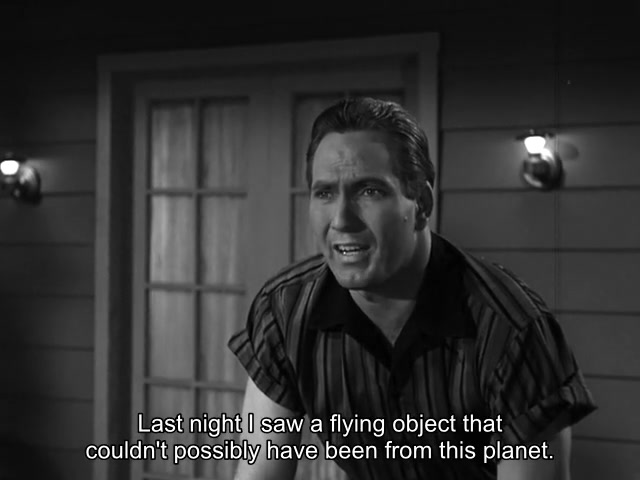 Last night I saw a flying object that
couldn't possibly have been from this planet.